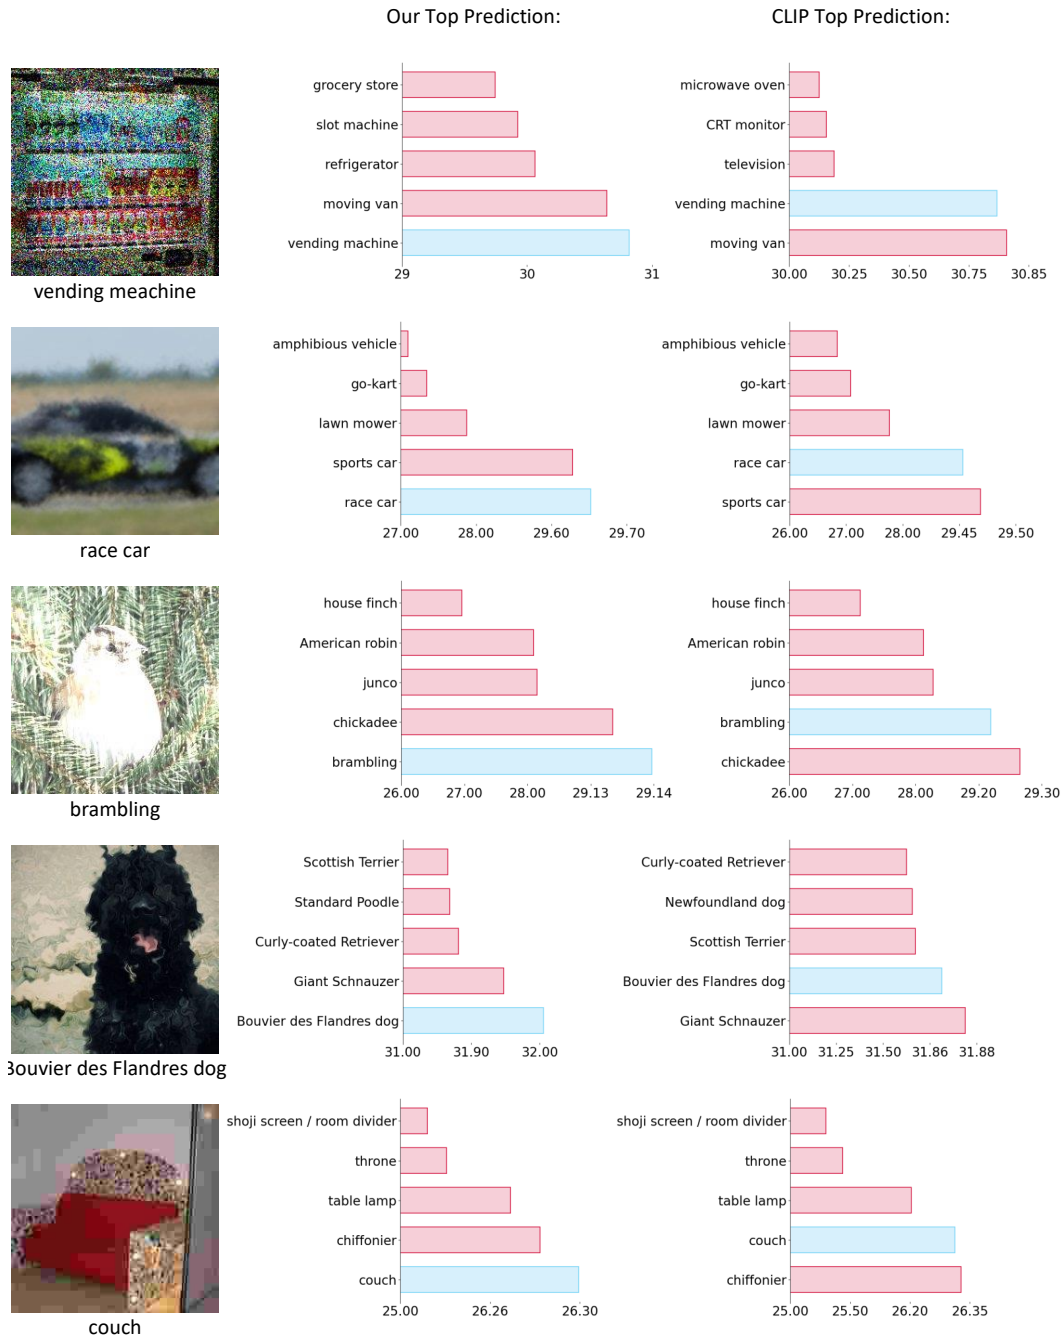 Our Top Prediction:
CLIP Top Prediction:
grocery store
slot machine
refrigerator
moving van
vending machine
29 30 31
microwave oven
CRT monitor
television
vending machine
moving van
30.00 30.25 30.50 30.75 30.85
vending meachine
amphibious vehicle
go-kart
lawn mower
sports car
race car
27.00 28.00 29.60 29.70
amphibious vehicle
go-kart
lawn mower
race car
sports car
26.00 27.00 28.00 29.45 29.50
race car
house finch
American robin
junco
chickadee
brambling
26.00 27.00 28.00 29.13 29.14
house finch
American robin
junco
brambling
chickadee
26.00 27.00 28.00 29.20 29.30
brambling
Scottish Terrier
Standard Poodle
Curly-coated Retriever
Giant Schnauzer
Bouvier des Flandres dog
31.00 31.90 32.00
Curly-coated Retriever
Newfoundland dog
Scottish Terrier
Bouvier des Flandres dog
Giant Schnauzer
31.00 31.25 31.50 31.86 31.88
Bouvier des Flandres dog
shoji screen / room divider
throne
table lamp
chiffonier
couch
25.00 26.26 26.30
shoji screen / room divider
throne
table lamp
couch
chiffonier
25.00 25.50 26.20 26.35
couch